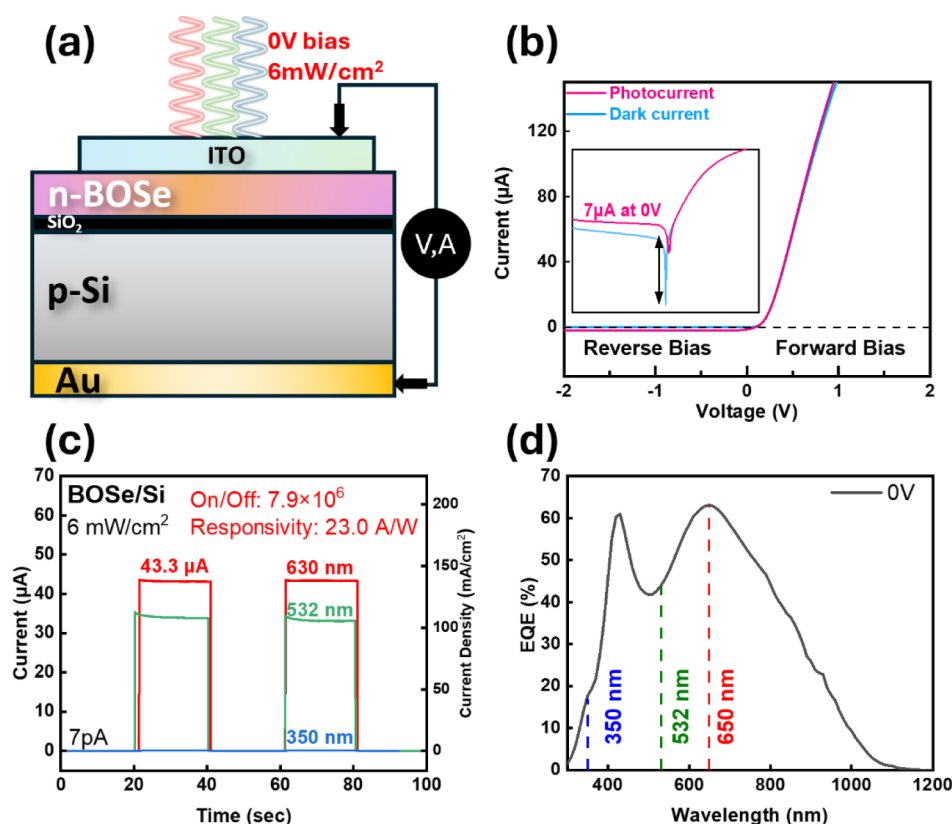 (a)
0V bias
6mW/cm²
ITO
n-BOSe
SiO₂
p-Si
Au
V,A
(b)
Photocurrent
Dark current
7μA at 0V
Reverse Bias
Forward Bias
Current (μA)
120
80
40
0
-2
-1
0
1
2
Voltage (V)
(c)
BOSe/Si
6 mW/cm²
On/Off: 7.9×10⁶
Responsivity: 23.0 A/W
43.3 μA
630 nm
532 nm
350 nm
7pA
Current (μA)
70
60
50
40
30
20
10
0
Current Density (mA/cm²)
200
150
100
50
0
0
20
40
60
80
100
Time (sec)
(d)
0V
EQE (%)
70
60
50
40
30
20
10
0
350 nm
532 nm
650 nm
400
600
800
1000
1200
Wavelength (nm)